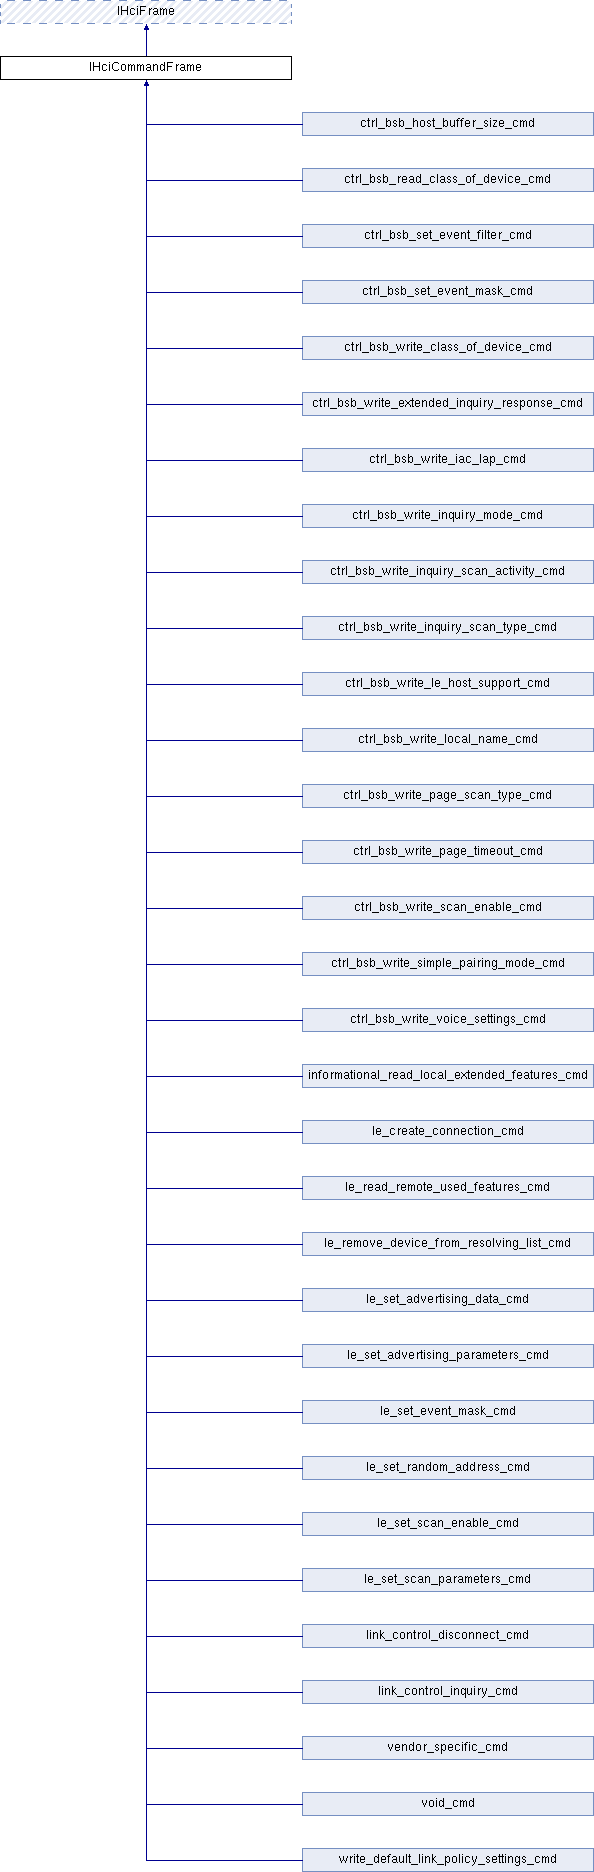 IHciFrame
IHciCommandFrame
ctrl_bsb_host_buffer_size_cmd
ctrl_bsb_read_class_of_device_cmd
ctrl_bsb_set_event_filter_cmd
ctrl_bsb_set_event_mask_cmd
ctrl_bsb_write_class_of_device_cmd
ctrl_bsb_write_extended_inquiry_response_cmd
ctrl_bsb_write_iac_lap_cmd
ctrl_bsb_write_inquiry_mode_cmd
ctrl_bsb_write_inquiry_scan_activity_cmd
ctrl_bsb_write_inquiry_scan_type_cmd
ctrl_bsb_write_le_host_support_cmd
ctrl_bsb_write_local_name_cmd
ctrl_bsb_write_page_scan_type_cmd
ctrl_bsb_write_page_timeout_cmd
ctrl_bsb_write_scan_enable_cmd
ctrl_bsb_write_simple_pairing_mode_cmd
ctrl_bsb_write_voice_settings_cmd
informational_read_local_extended_features_cmd
le_create_connection_cmd
le_read_remote_used_features_cmd
le_remove_device_from_resolving_list_cmd
le_set_advertising_data_cmd
le_set_advertising_parameters_cmd
le_set_event_mask_cmd
le_set_random_address_cmd
le_set_scan_enable_cmd
le_set_scan_parameters_cmd
link_control_disconnect_cmd
link_control_inquiry_cmd
vendor_specific_cmd
void_cmd
write_default_link_policy_settings_cmd